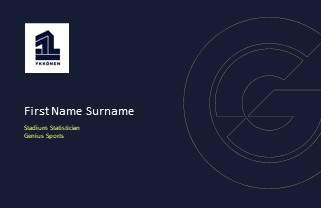 YKKÖNEN
First Name Surname
Stadium Statistician
Genius Sports